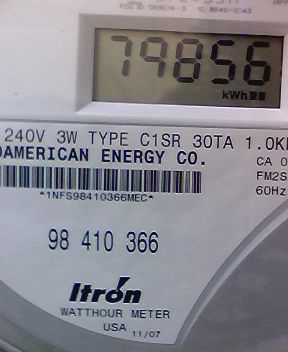 79856
kWh
240V 3W TYPE C1SR 30TA 1.0K
AMERICAN ENERGY CO.
CA 0
FM2S
60Hz
*1NFS98410366MEC*
98 410 366
Itrón
WATTHOUR METER
USA 11/07